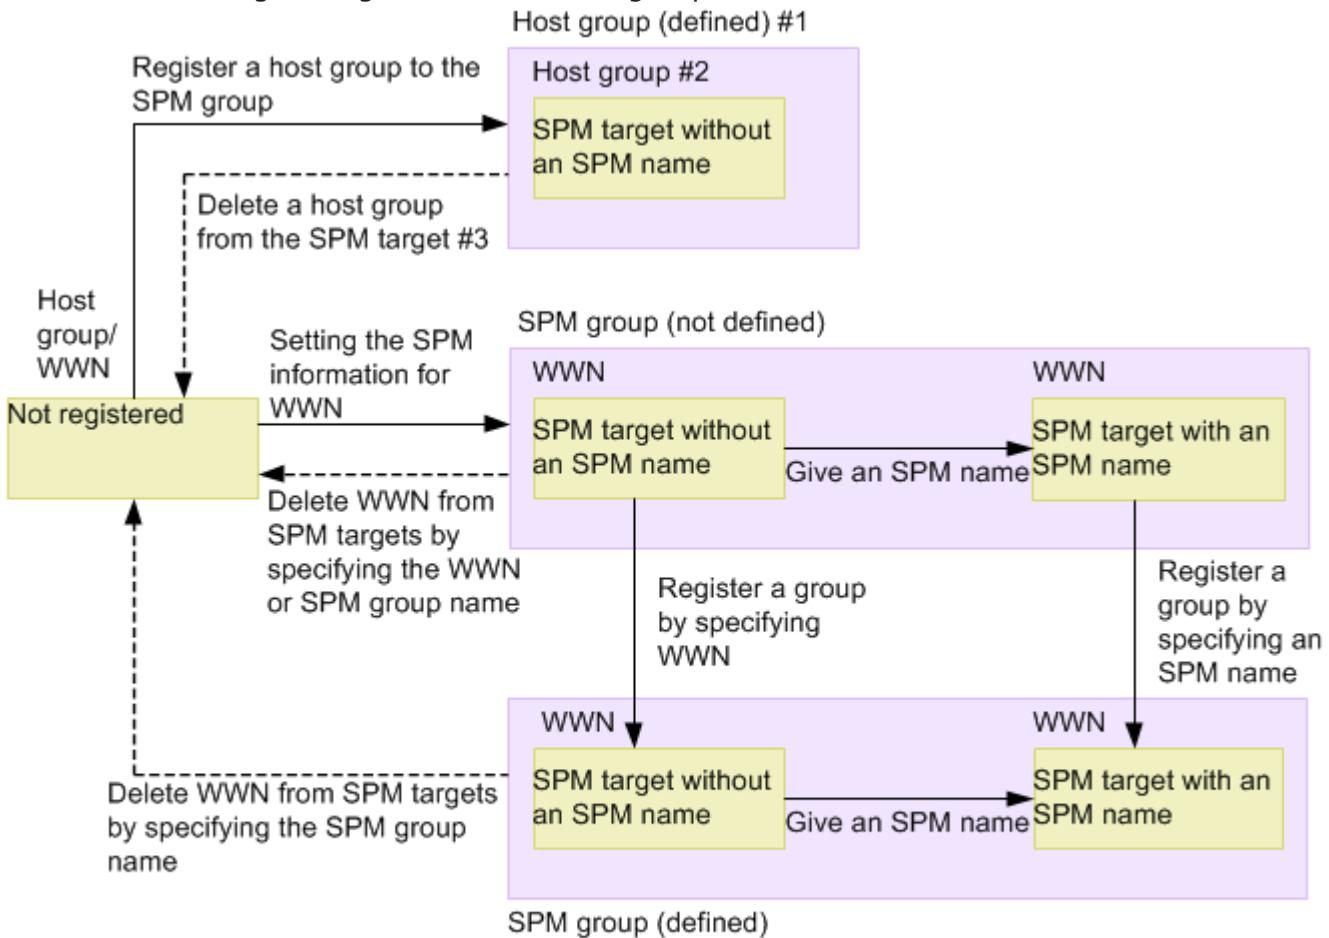 Host group (defined) #1
Register a host group to the
SPM group
Host group #2
SPM target without
an SPM name
Delete a host group
from the SPM target #3
Host
group/
WWN
SPM group (not defined)
Setting the SPM
information for
WWN
WWN
WWN
Not registered
SPM target without
an SPM name
Give an SPM name
SPM target with an
SPM name
Delete WWN from
SPM targets by
specifying the WWN
or SPM group name
Register a group
by specifying
WWN
Register a
group by
specifying an
SPM name
WWN
WWN
Delete WWN from SPM targets
by specifying the SPM group
name
SPM target without
an SPM name
Give an SPM name
SPM target with an
SPM name
SPM group (defined)